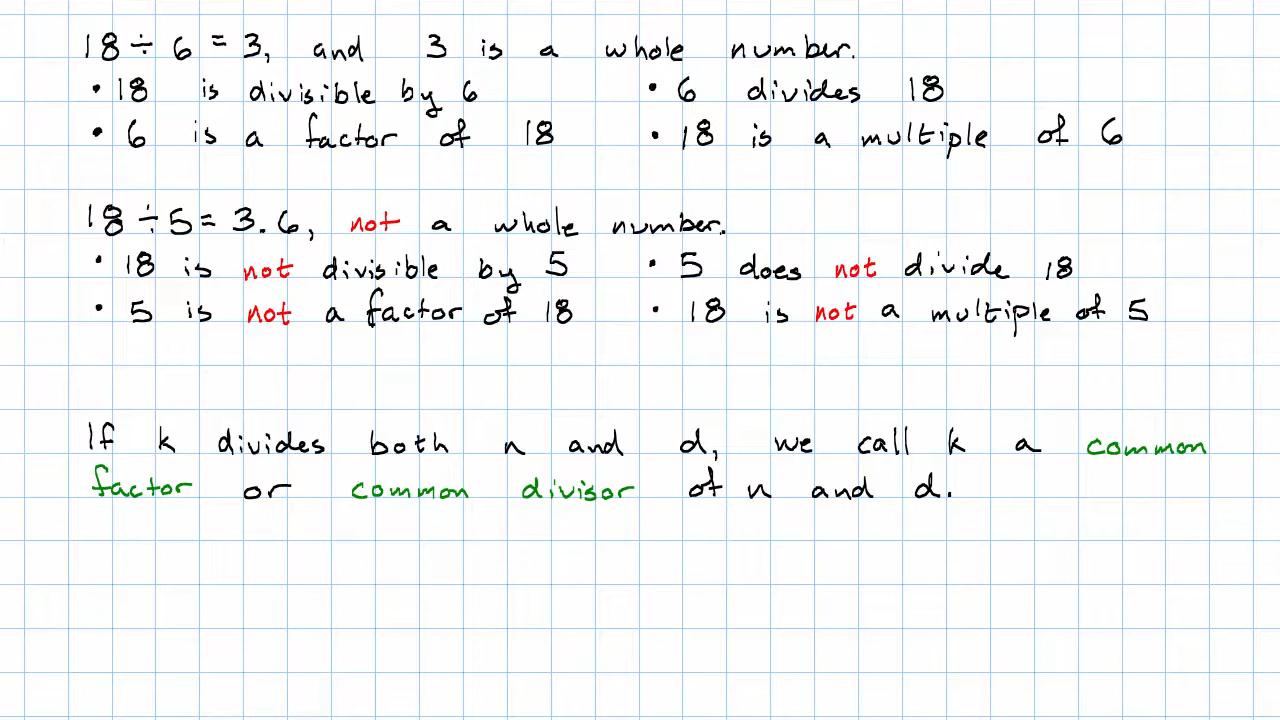 18 ÷ 6 = 3, and 3 is a whole number.
• 18 is divisible by 6 • 6 divides 18
• 6 is a factor of 18 • 18 is a multiple of 6
18 ÷ 5 = 3.6, not a whole number.
• 18 is not divisible by 5 • 5 does not divide 18
• 5 is not a factor of 18 • 18 is not a multiple of 5
If k divides both n and d, we call k a common
factor or common divisor of n and d.